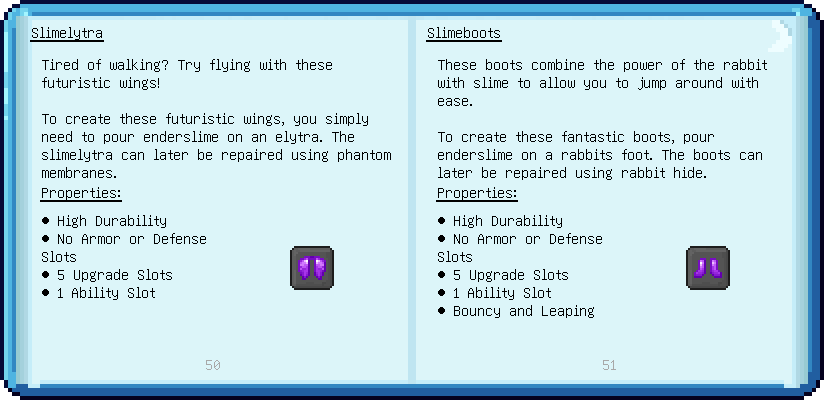 Slimelytra
Tired of walking? Try flying with these
futuristic wings!
To create these futuristic wings, you simply
need to pour enderslime on an elytra. The
slimelytra can later be repaired using phantom
membranes.
Properties:
● High Durability
● No Armor or Defense
Slots
● 5 Upgrade Slots
● 1 Ability Slot
50
Slimeboots
These boots combine the power of the rabbit
with slime to allow you to jump around with
ease.
To create these fantastic boots, pour
enderslime on a rabbits foot. The boots can
later be repaired using rabbit hide.
Properties:
● High Durability
● No Armor or Defense
Slots
● 5 Upgrade Slots
● 1 Ability Slot
● Bouncy and Leaping
51